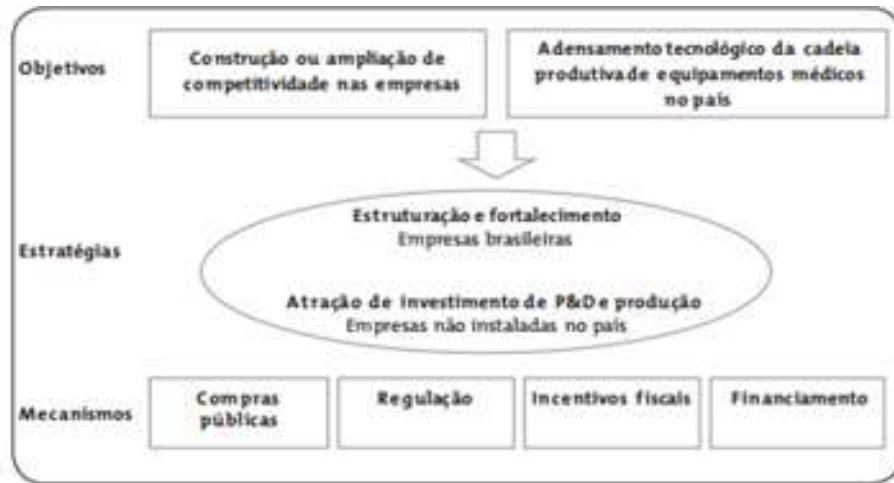 Objetivos
Construção ou ampliação de
competitividade nas empresas
Adensamento tecnológico da cadeia
produtiva de equipamentos médicos
no país
Estratégias
Estruturação e fortalecimento
Empresas brasileiras
Atração de investimento de P&D e produção
Empresas não instaladas no país
Mecanismos
Compras
públicas
Regulação
Incentivos fiscais
Financiamento